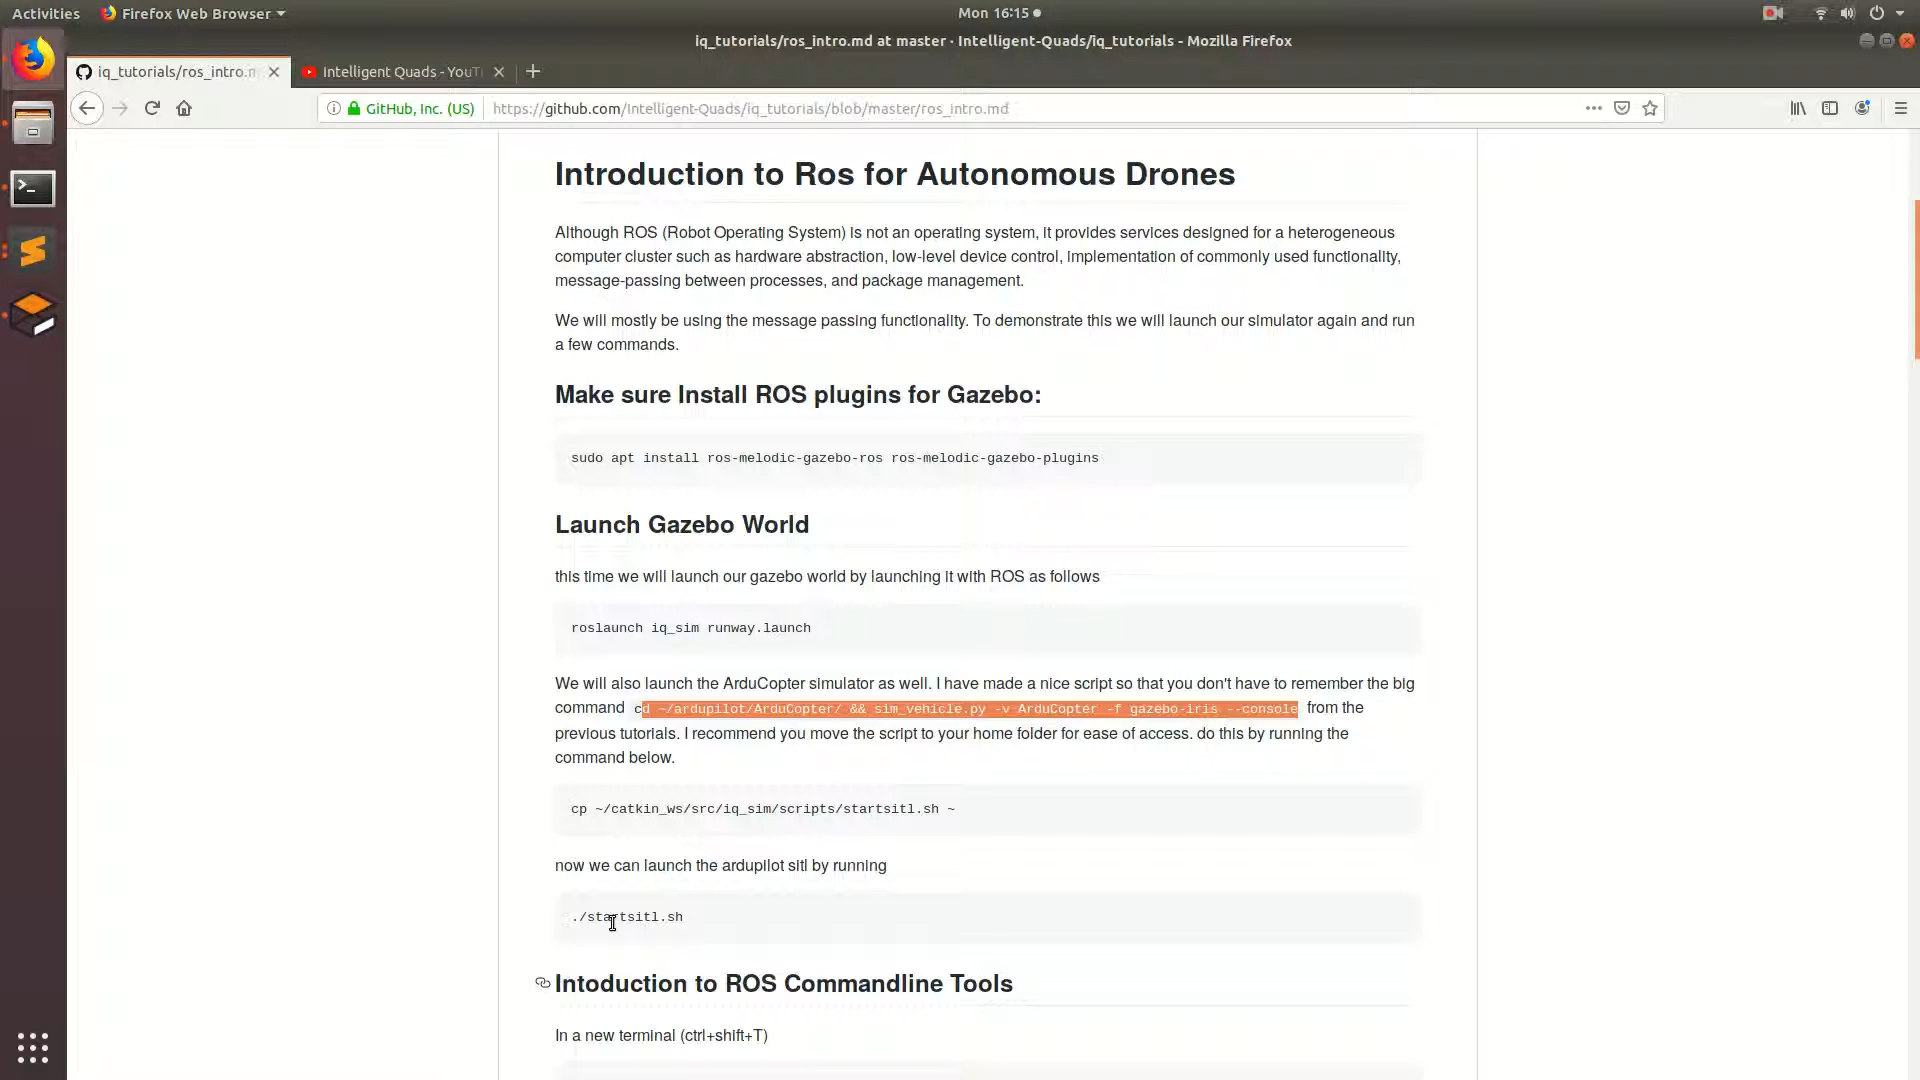 Activities
Firefox Web Browser
Mon 16:15
iq_tutorials/ros_intro.md at master · Intelligent-Quads/iq_tutorials - Mozilla Firefox
iq_tutorials/ros_intro.m
Intelligent Quads - YouT
GitHub, Inc. (US)
https://github.com/Intelligent-Quads/iq_tutorials/blob/master/ros_intro.md
Introduction to Ros for Autonomous Drones
Although ROS (Robot Operating System) is not an operating system, it provides services designed for a heterogeneous
computer cluster such as hardware abstraction, low-level device control, implementation of commonly used functionality,
message-passing between processes, and package management.
We will mostly be using the message passing functionality. To demonstrate this we will launch our simulator again and run
a few commands.
Make sure Install ROS plugins for Gazebo:
sudo apt install ros-melodic-gazebo-ros ros-melodic-gazebo-plugins
Launch Gazebo World
this time we will launch our gazebo world by launching it with ROS as follows
roslaunch iq_sim runway.launch
We will also launch the ArduCopter simulator as well. I have made a nice script so that you don't have to remember the big
command cd ~/ardupilot/ArduCopter/ && sim_vehicle.py -v ArduCopter -f gazebo-iris --console from the
previous tutorials. I recommend you move the script to your home folder for ease of access. do this by running the
command below.
cp ~/catkin_ws/src/iq_sim/scripts/startsitl.sh ~
now we can launch the ardupilot sitl by running
./startsitl.sh
Intoduction to ROS Commandline Tools
In a new terminal (ctrl+shift+T)